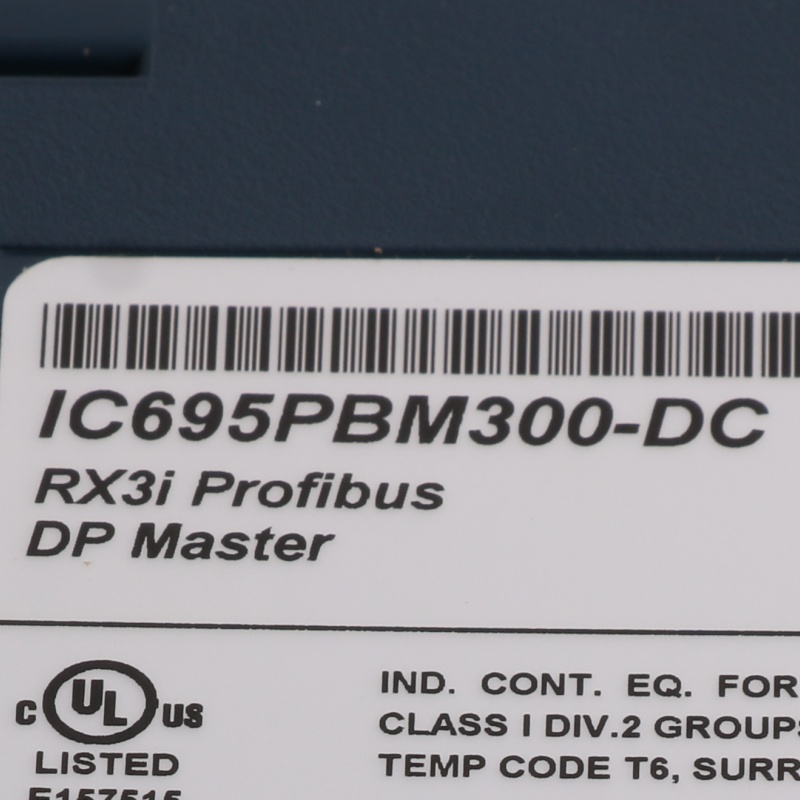 IC695PBM300-DC
RX3i Profibus
DP Master
C UL US
LISTED
E157515
IND. CONT. EQ. FOR
CLASS I DIV.2 GROUPS
TEMP CODE T6, SURR